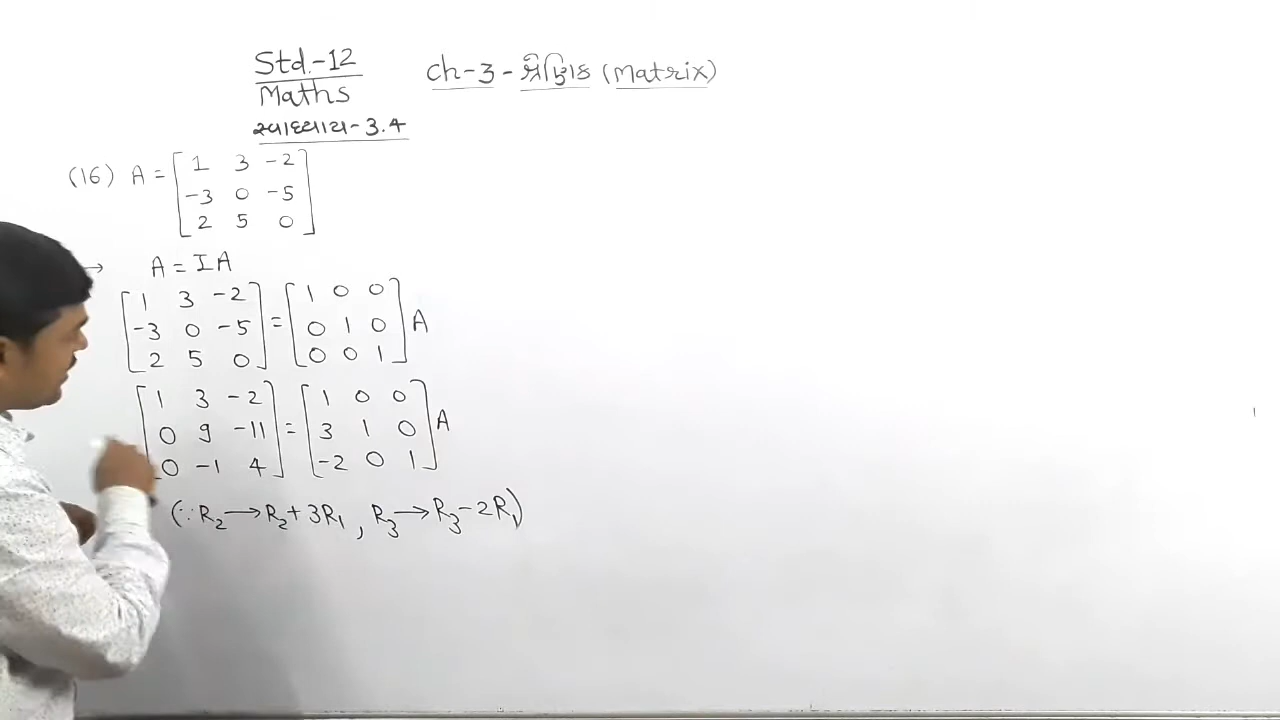 Std.-12
Maths
Ch-3 - શ્રેણિક (Matrix)
સ્વાધ્યાય-3.4
(16) A = [ 1 3 -2
-3 0 -5
2 5 0 ]
→ A = IA
[ 1 3 -2
-3 0 -5
2 5 0 ] = [ 1 0 0
0 1 0
0 0 1 ] A
[ 1 3 -2
0 9 -11
0 -1 4 ] = [ 1 0 0
3 1 0
-2 0 1 ] A
(∵ R₂ → R₂ + 3R₁ , R₃ → R₃ - 2R₁)